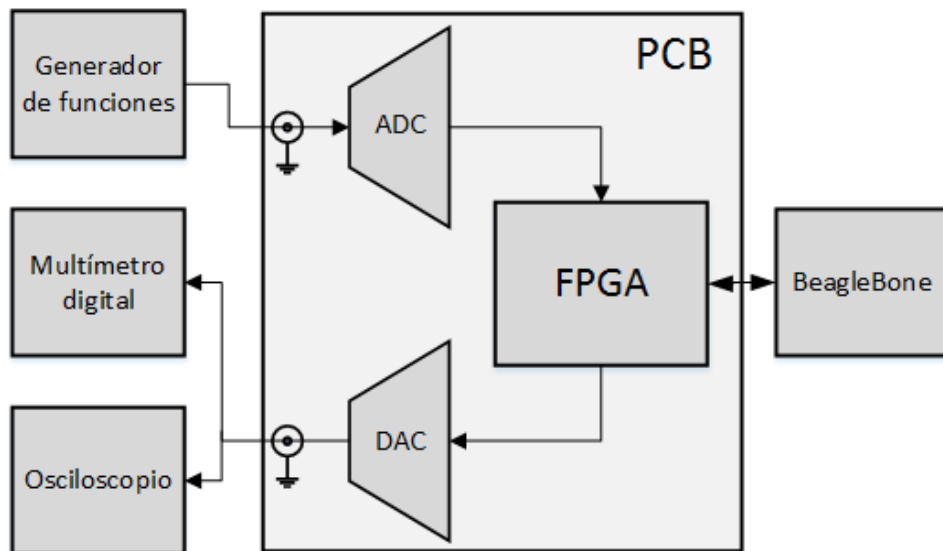 Generador
de funciones
PCB
ADC
Multímetro
digital
FPGA
BeagleBone
DAC
Osciloscopio